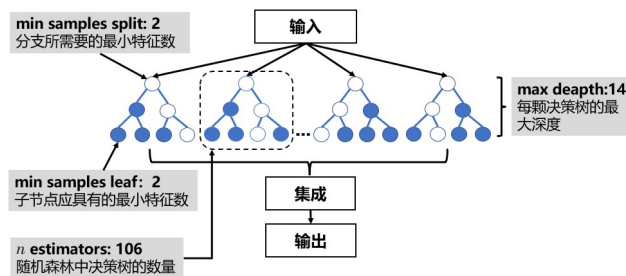 min samples split: 2
分支所需要的最小特征数
输入
max deapth:14
每颗决策树的最
大深度
...
min samples leaf：2
子节点应具有的最小特征数
集成
n estimators: 106
随机森林中决策树的数量
输出